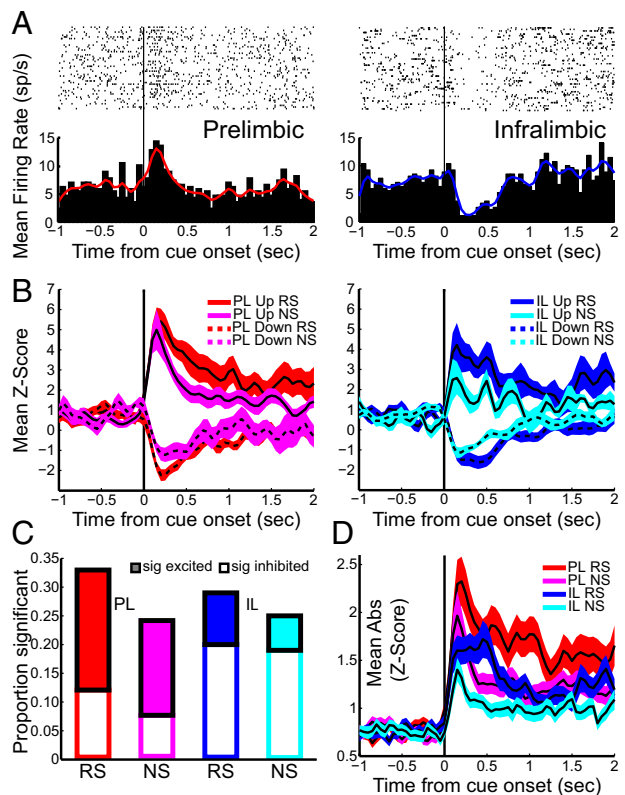 A
Mean Firing Rate (sp/s)
15
10
5
0
Prelimbic
-1 -0.5 0 0.5 1 1.5 2
Time from cue onset (sec)
15
10
5
0
Infralimbic
-1 -0.5 0 0.5 1 1.5 2
Time from cue onset (sec)
B
Mean Z-Score
7
6
5
4
3
2
1
0
−1
−2
PL Up RS
PL Up NS
PL Down RS
PL Down NS
-1 -0.5 0 0.5 1 1.5 2
Time from cue onset (sec)
7
6
5
4
3
2
1
0
−1
−2
IL Up RS
IL Up NS
IL Down RS
IL Down NS
-1 -0.5 0 0.5 1 1.5 2
Time from cue onset (sec)
C
Proportion significant
0.35
0.30
0.25
0.20
0.15
0.10
0.05
0
sig excited
sig inhibited
PL
IL
RS NS RS NS
D
Mean Abs
(Z-Score)
2.5
2.0
1.5
1.0
0.5
PL RS
PL NS
IL RS
IL NS
-1 -0.5 0 0.5 1 1.5 2
Time from cue onset (sec)